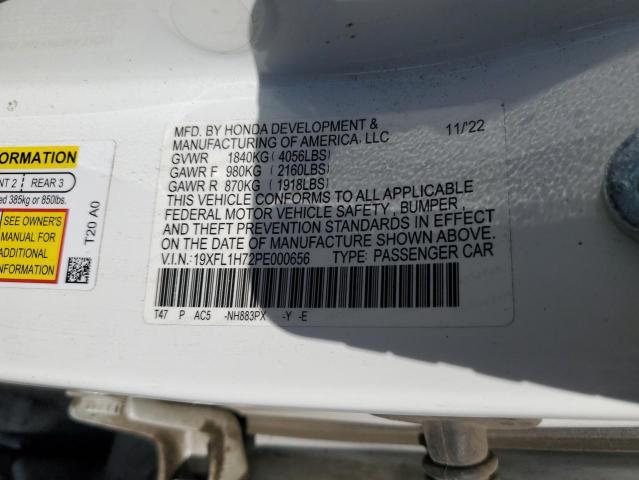 MFD. BY HONDA DEVELOPMENT & 11/'22
MANUFACTURING OF AMERICA, LLC
GVWR 1840KG (4056LBS)
GAWR F 980KG (2160LBS)
GAWR R 870KG (1918LBS)
THIS VEHICLE CONFORMS TO ALL APPLICABLE
FEDERAL MOTOR VEHICLE SAFETY, BUMPER,
AND THEFT PREVENTION STANDARDS IN EFFECT
ON THE DATE OF MANUFACTURE SHOWN ABOVE.
V.I.N.:19XFL1H72PE000656 TYPE: PASSENGER CAR
T47 P AC5 -NH883PX -Y -E
ORMATION
NT 2 REAR 3
ed 385kg or 850lbs.
SEE OWNER'S
MANUAL FOR
ADDITIONAL
NFORMATION
T20 A0